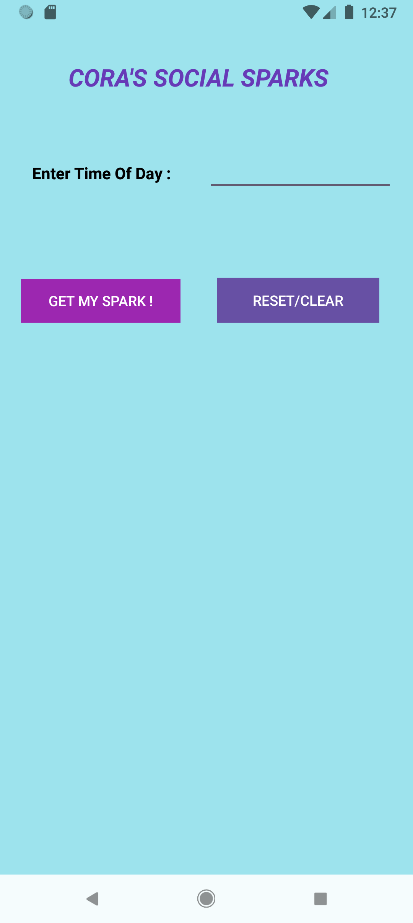 12:37
CORA'S SOCIAL SPARKS
Enter Time Of Day :
GET MY SPARK !
RESET/CLEAR